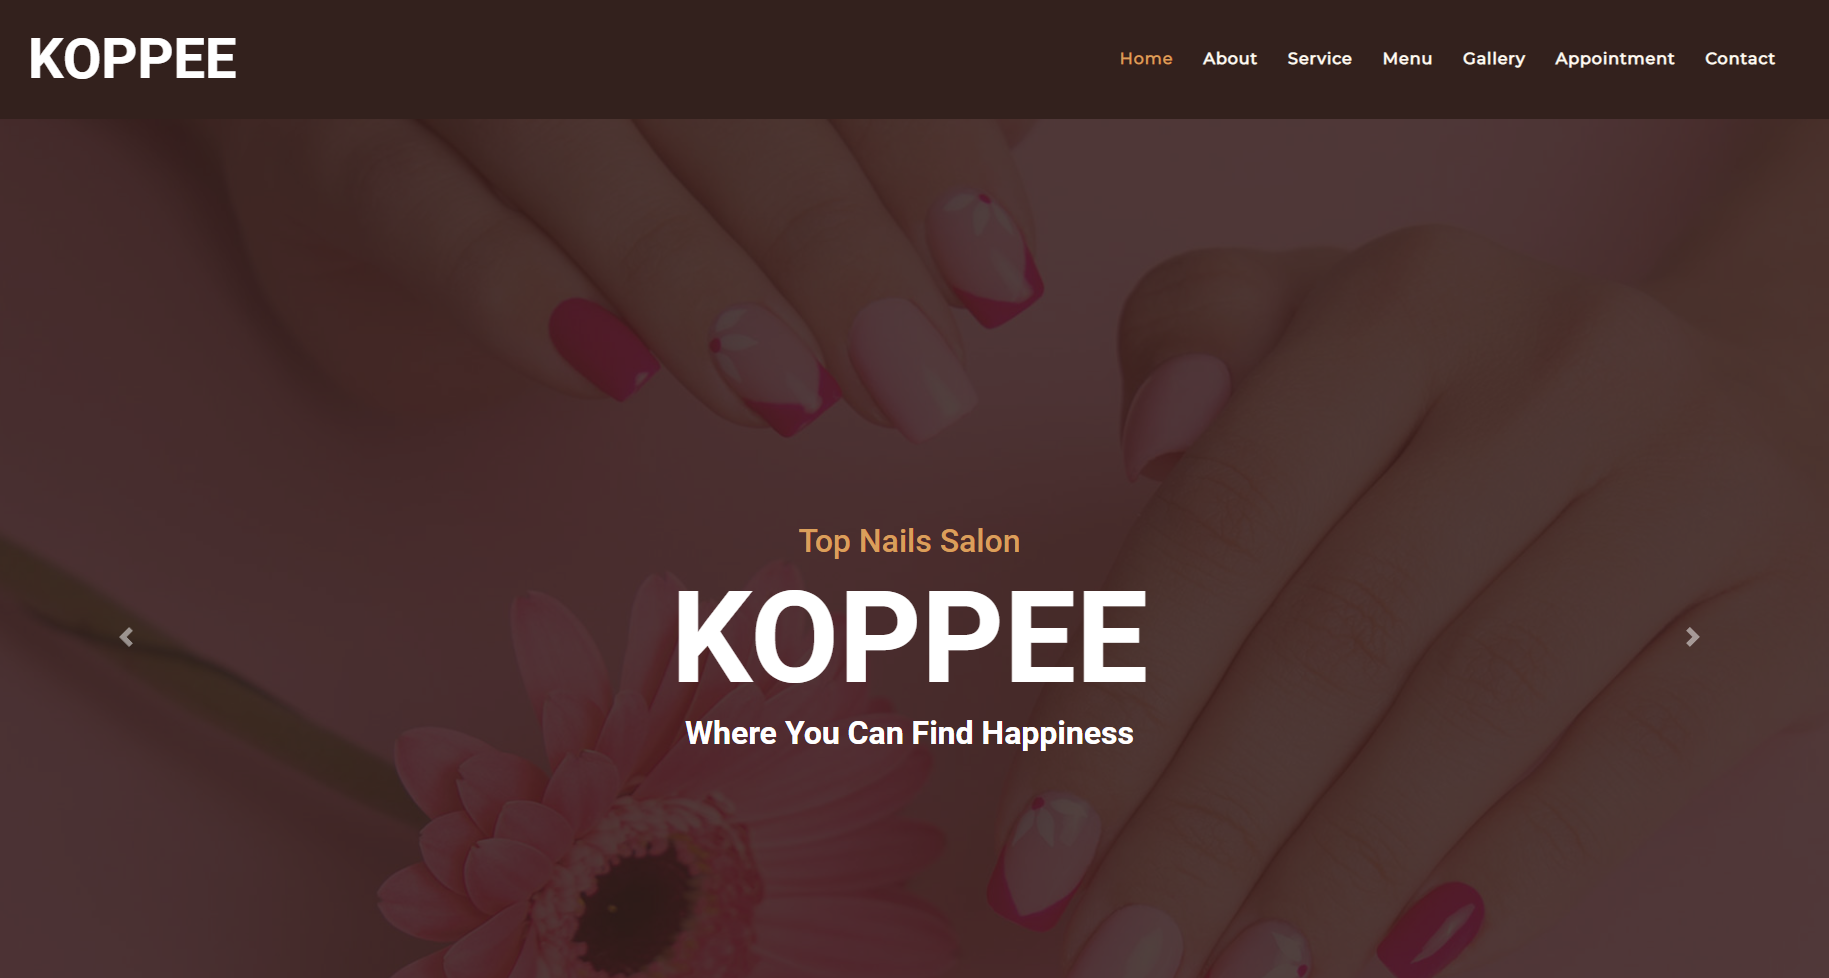 KOPPEE
Home About Service Menu Gallery Appointment Contact
Top Nails Salon
KOPPEE
Where You Can Find Happiness